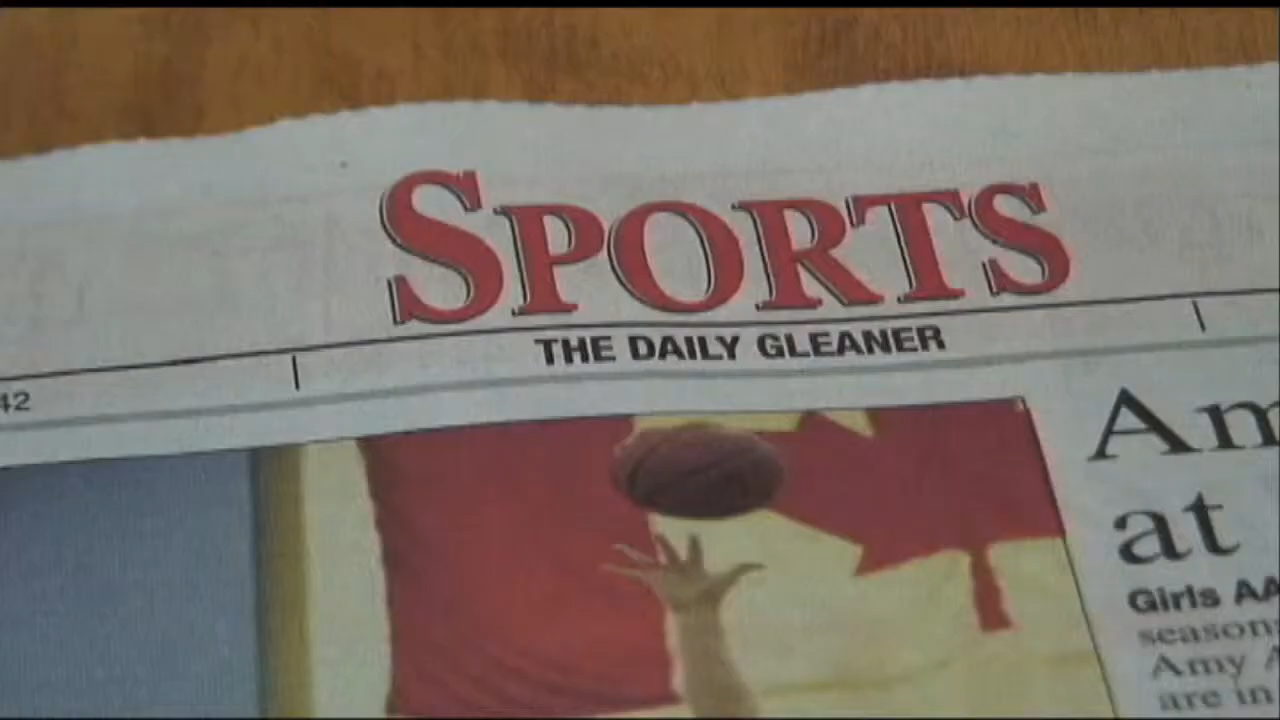 SPORTS
THE DAILY GLEANER
42
Am
at
Girls AA
season
Amy A
are in